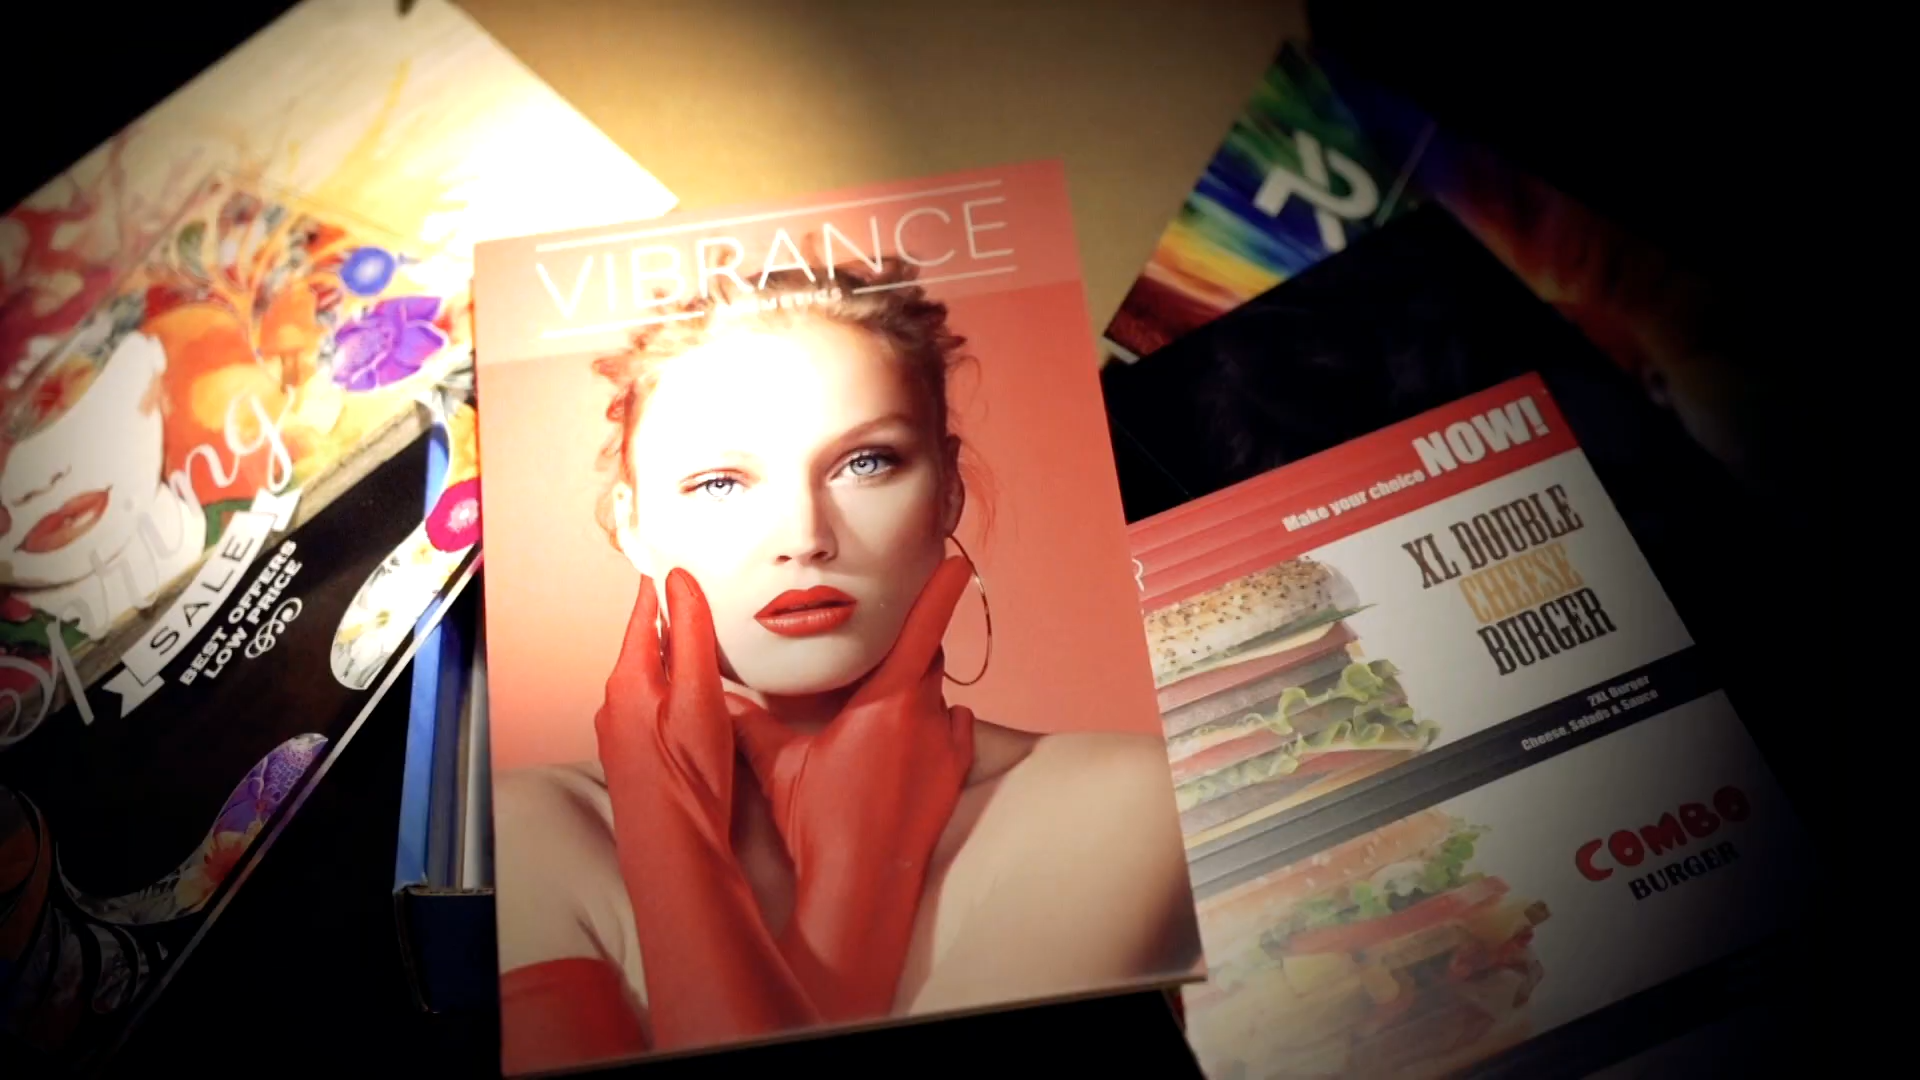 VIBRANCE
COSMETICS
Spring
SALE
BEST OFFERS
LOW PRICE
Make your choice NOW!
XL DOUBLE
CHEESE
BURGER
2XL Burger
Cheese, Salads & Sauce
COMBO
BURGER